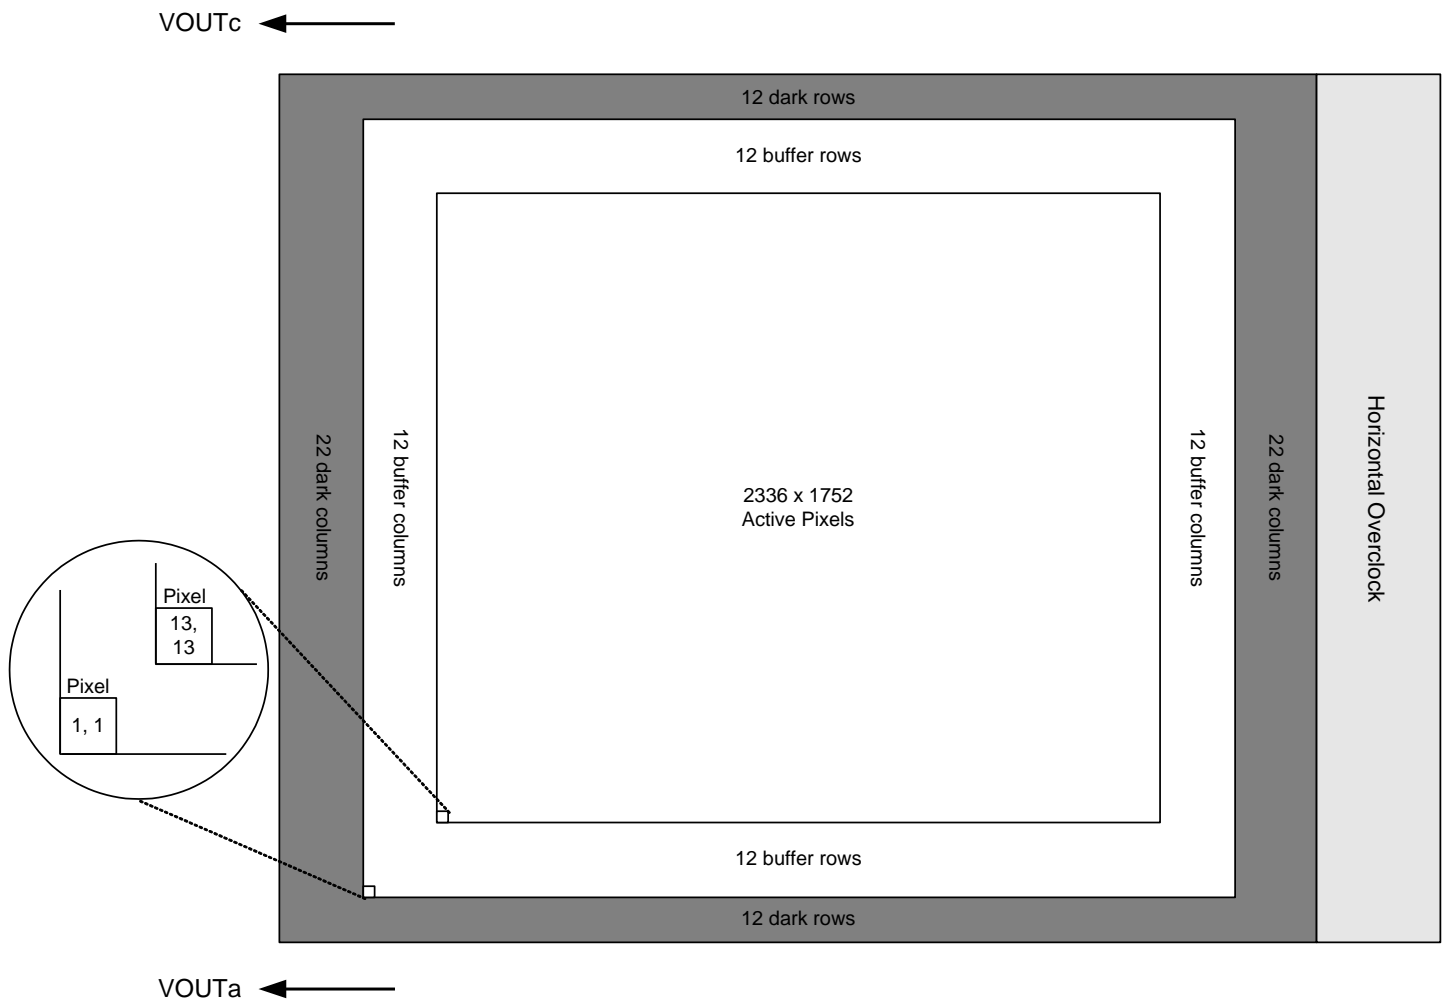 VOUTc
12 dark rows
12 buffer rows
22 dark columns
12 buffer columns
2336 x 1752
Active Pixels
12 buffer columns
22 dark columns
Horizontal Overclock
Pixel
13,
13
Pixel
1, 1
12 buffer rows
12 dark rows
VOUTa